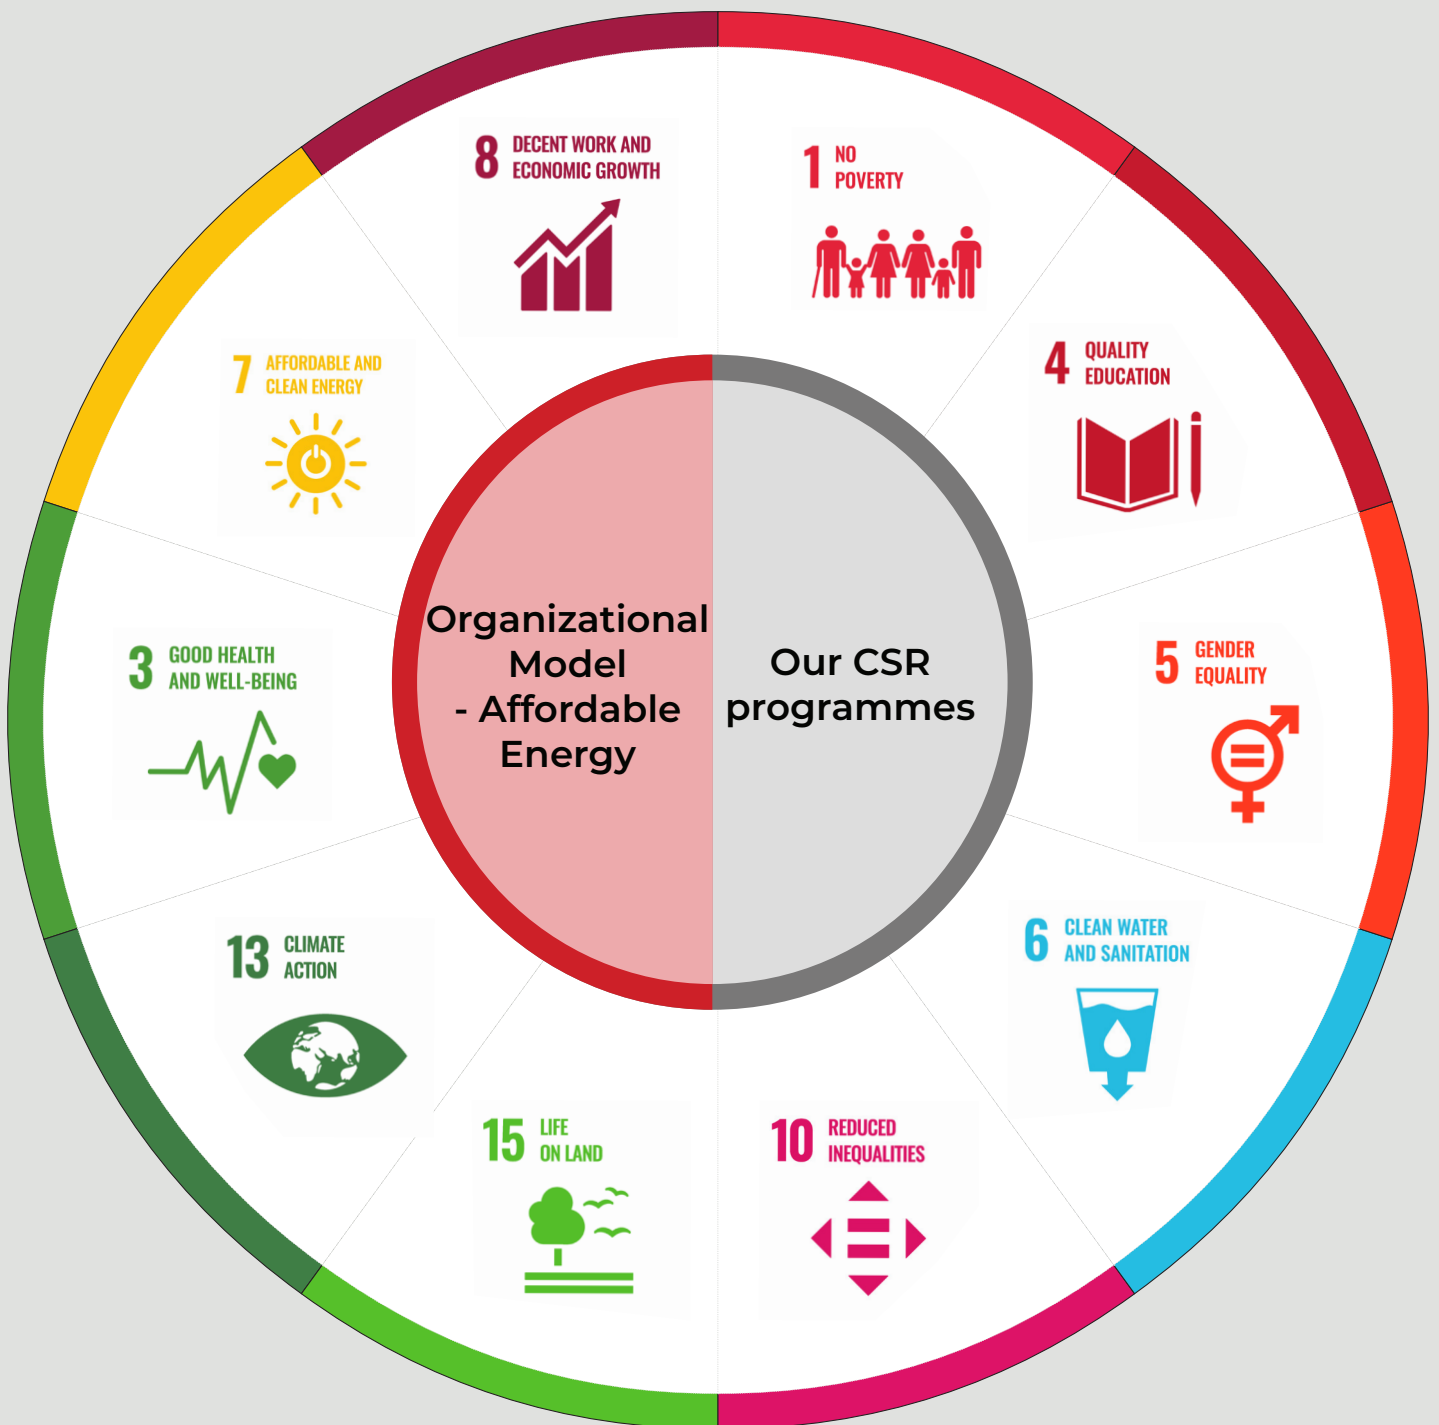 8 DECENT WORK AND
ECONOMIC GROWTH
1 NO
POVERTY
4 QUALITY
EDUCATION
5 GENDER
EQUALITY
6 CLEAN WATER
AND SANITATION
10 REDUCED
INEQUALITIES
15 LIFE
ON LAND
13 CLIMATE
ACTION
3 GOOD HEALTH
AND WELL-BEING
7 AFFORDABLE AND
CLEAN ENERGY
Organizational
Model
- Affordable
Energy
Our CSR
programmes